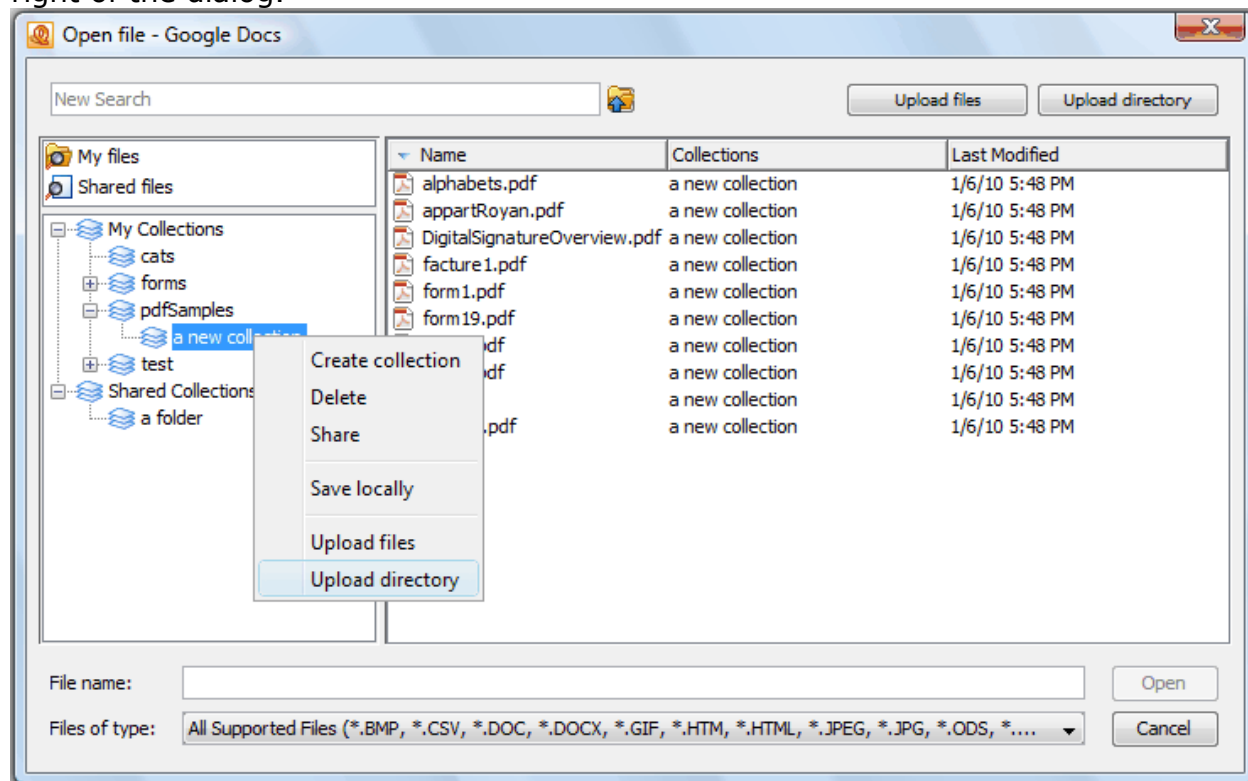 right of the dialog.
Open file - Google Docs
New Search
Upload files
Upload directory
My files
Shared files
My Collections
cats
forms
pdfSamples
a new
test
Shared Collections
a folder
Create collection
Delete
Share
Save locally
Upload files
Upload directory
Name Collections Last Modified
alphabets.pdf a new collection 1/6/10 5:48 PM
appartRoyan.pdf a new collection 1/6/10 5:48 PM
DigitalSignatureOverview.pdf a new collection 1/6/10 5:48 PM
facture1.pdf a new collection 1/6/10 5:48 PM
form1.pdf a new collection 1/6/10 5:48 PM
form19.pdf a new collection 1/6/10 5:48 PM
a new collection 1/6/10 5:48 PM
a new collection 1/6/10 5:48 PM
a new collection 1/6/10 5:48 PM
.pdf a new collection 1/6/10 5:48 PM
File name:
Open
Files of type: All Supported Files (*.BMP, *.CSV, *.DOC, *.DOCX, *.GIF, *.HTM, *.HTML, *.JPEG, *.JPG, *.ODS, *....
Cancel